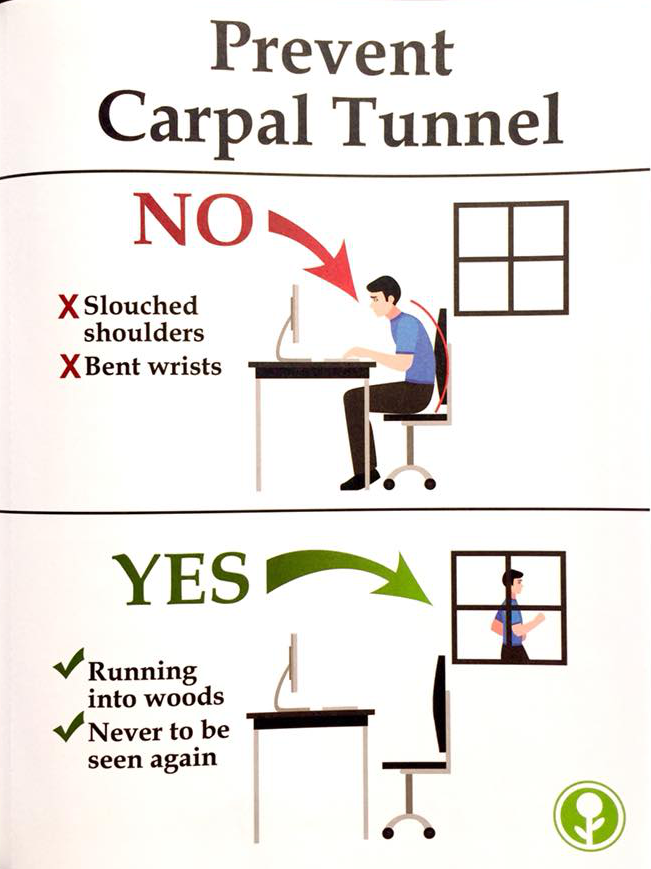 Prevent
Carpal Tunnel
NO
X Slouched
shoulders
X Bent wrists
YES
✓ Running
into woods
✓ Never to be
seen again